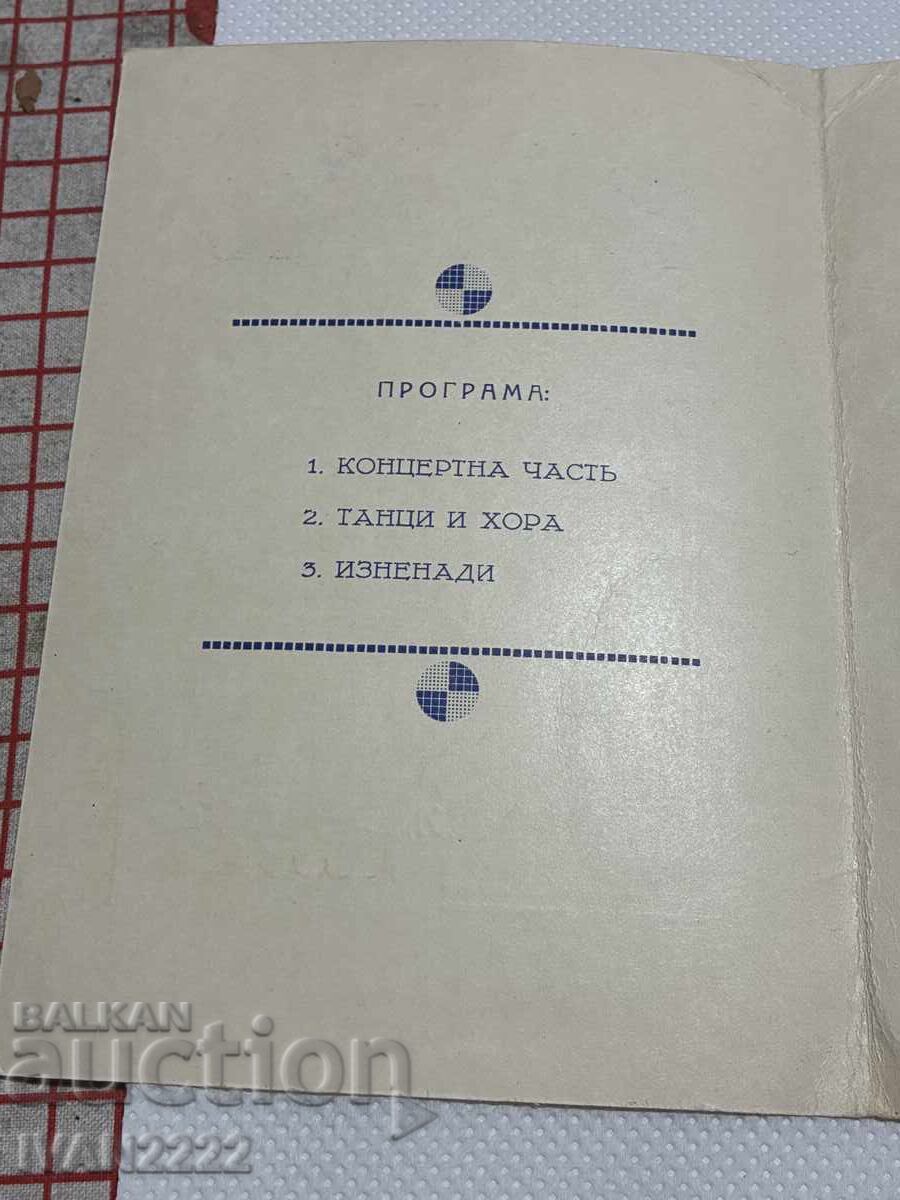 ПРОГРАМА:
1. КОНЦЕРТНА ЧАСТЬ
2. ТАНЦИ И ХОРА
3. ИЗНЕНАДИ
BALKAN
auction
IVAN2222